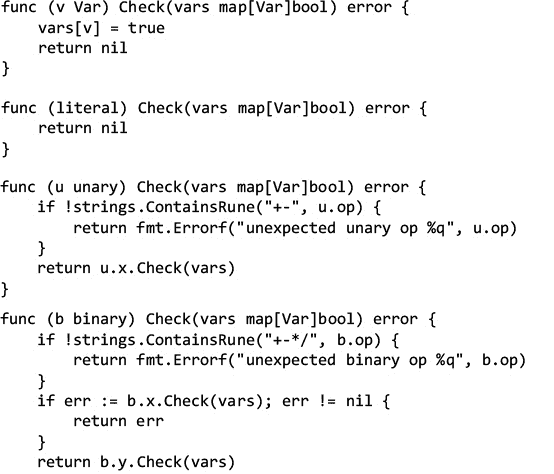 func (v Var) Check(vars map[Var]bool) error {
    vars[v] = true
    return nil
}
func (literal) Check(vars map[Var]bool) error {
    return nil
}
func (u unary) Check(vars map[Var]bool) error {
    if !strings.ContainsRune("+-", u.op) {
        return fmt.Errorf("unexpected unary op %q", u.op)
    }
    return u.x.Check(vars)
}
func (b binary) Check(vars map[Var]bool) error {
    if !strings.ContainsRune("+-*/", b.op) {
        return fmt.Errorf("unexpected binary op %q", b.op)
    }
    if err := b.x.Check(vars); err != nil {
        return err
    }
    return b.y.Check(vars)